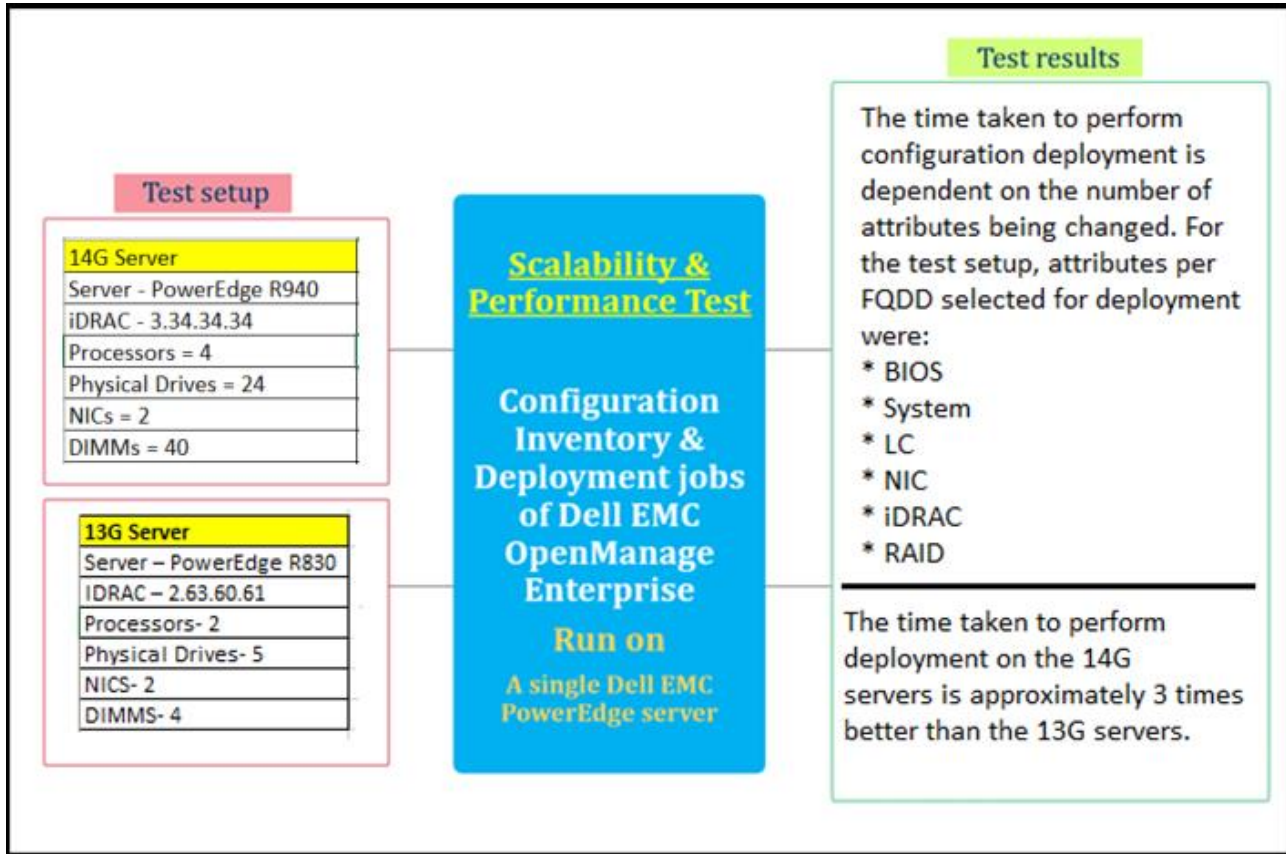 Test setup
14G Server
Server - PowerEdge R940
iDRAC - 3.34.34.34
Processors = 4
Physical Drives = 24
NICs = 2
DIMMs = 40
13G Server
Server – PowerEdge R830
IDRAC – 2.63.60.61
Processors- 2
Physical Drives- 5
NICS- 2
DIMMS- 4
Scalability &
Performance Test
Configuration
Inventory &
Deployment jobs
of Dell EMC
OpenManage
Enterprise
Run on
A single Dell EMC
PowerEdge server
Test results
The time taken to perform
configuration deployment is
dependent on the number of
attributes being changed. For
the test setup, attributes per
FQDD selected for deployment
were:
* BIOS
* System
* LC
* NIC
* iDRAC
* RAID
The time taken to perform
deployment on the 14G
servers is approximately 3 times
better than the 13G servers.